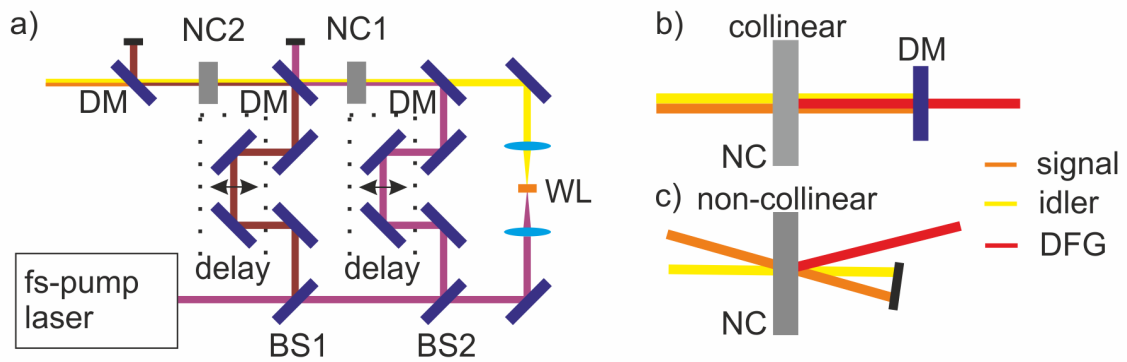 a)
NC2
NC1
DM
DM
DM
WL
delay
delay
fs-pump
laser
BS1
BS2
b)
collinear
DM
NC
signal
idler
DFG
c)
non-collinear
NC